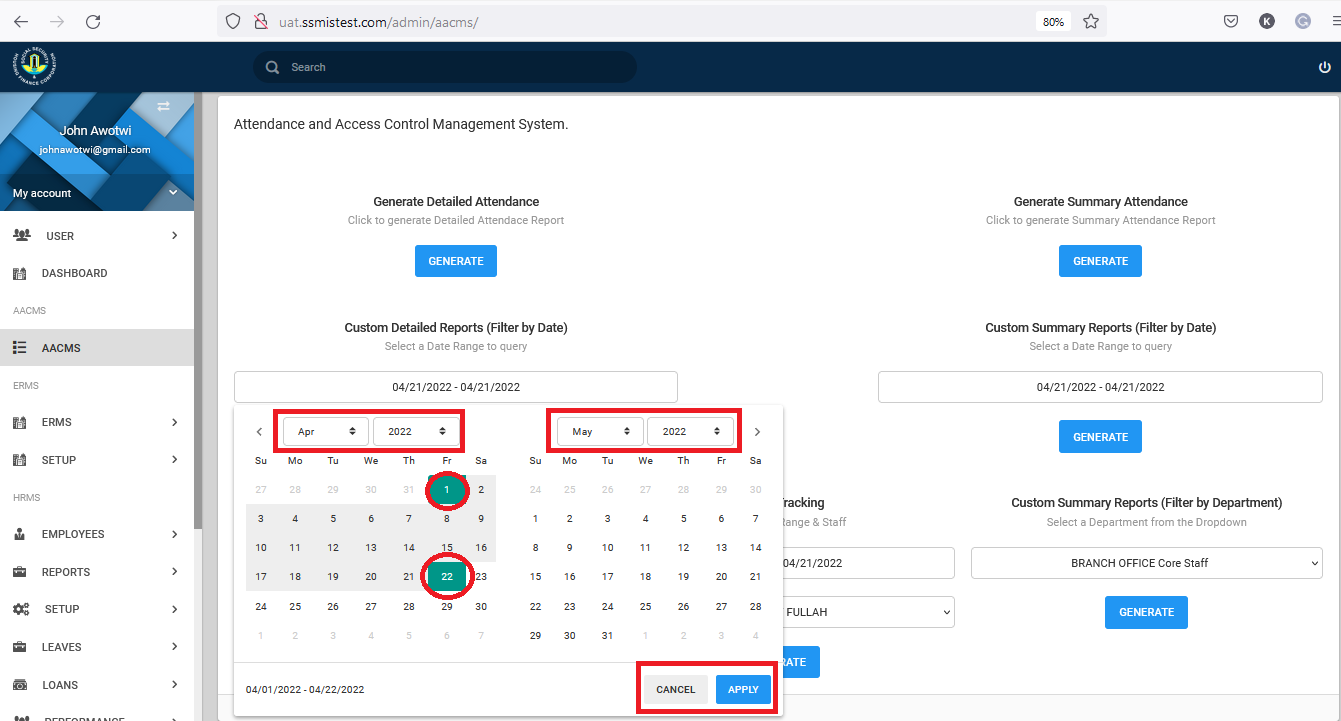 uat.ssmistest.com/admin/aacms/
80%
K
G
SOCIAL SECURITY
HOUSING FINANCE CORPORATION
Search
John Awotwi
johnawotwi@gmail.com
My account
USER
DASHBOARD
AACMS
AACMS
ERMS
ERMS
SETUP
HRMS
EMPLOYEES
REPORTS
SETUP
LEAVES
LOANS
PERFORMANCE
Attendance and Access Control Management System.
Generate Detailed Attendance
Click to generate Detailed Attendace Report
GENERATE
Generate Summary Attendance
Click to generate Summary Attendance Report
GENERATE
Custom Detailed Reports (Filter by Date)
Select a Date Range to query
04/21/2022 - 04/21/2022
Custom Summary Reports (Filter by Date)
Select a Date Range to query
04/21/2022 - 04/21/2022
GENERATE
Apr 2022
Su Mo Tu We Th Fr Sa
27 28 29 30 31 1 2
3 4 5 6 7 8 9
10 11 12 13 14 15 16
17 18 19 20 21 22 23
24 25 26 27 28 29 30
1 2 3 4 5 6 7
May 2022
Su Mo Tu We Th Fr Sa
24 25 26 27 28 29 30
1 2 3 4 5 6 7
8 9 10 11 12 13 14
15 16 17 18 19 20 21
22 23 24 25 26 27 28
29 30 31 1 2 3 4
04/01/2022 - 04/22/2022
CANCEL APPLY
racking
ange & Staff
04/21/2022
FULLAH
ATE
Custom Summary Reports (Filter by Department)
Select a Department from the Dropdown
BRANCH OFFICE Core Staff
GENERATE